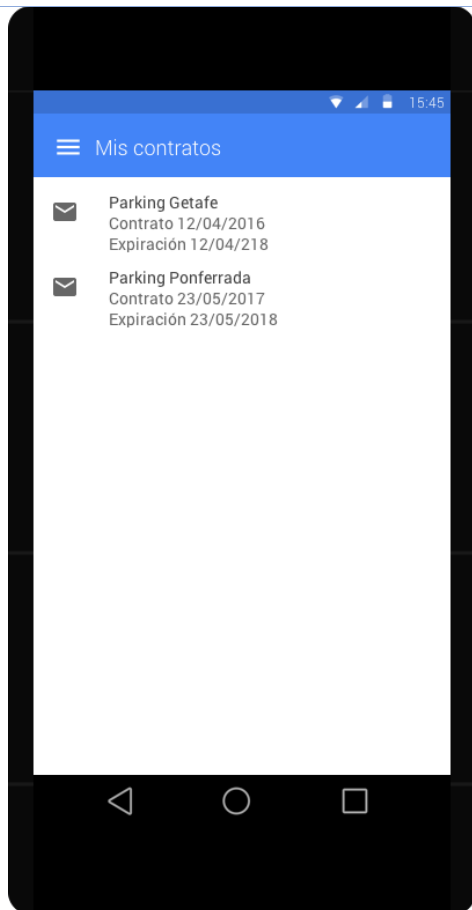 15:45
Mis contratos
Parking Getafe
Contrato 12/04/2016
Expiración 12/04/218
Parking Ponferrada
Contrato 23/05/2017
Expiración 23/05/2018